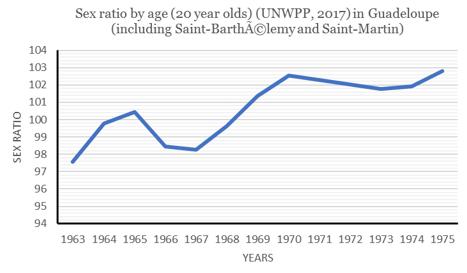 Sex ratio by age (20 year olds) (UNWPP, 2017) in Guadeloupe
(including Saint-BarthÃ©lemy and Saint-Martin)
104
103
102
101
100
99
98
97
96
95
94
SEX RATIO
1963 1964 1965 1966 1967 1968 1969 1970 1971 1972 1973 1974 1975
YEARS